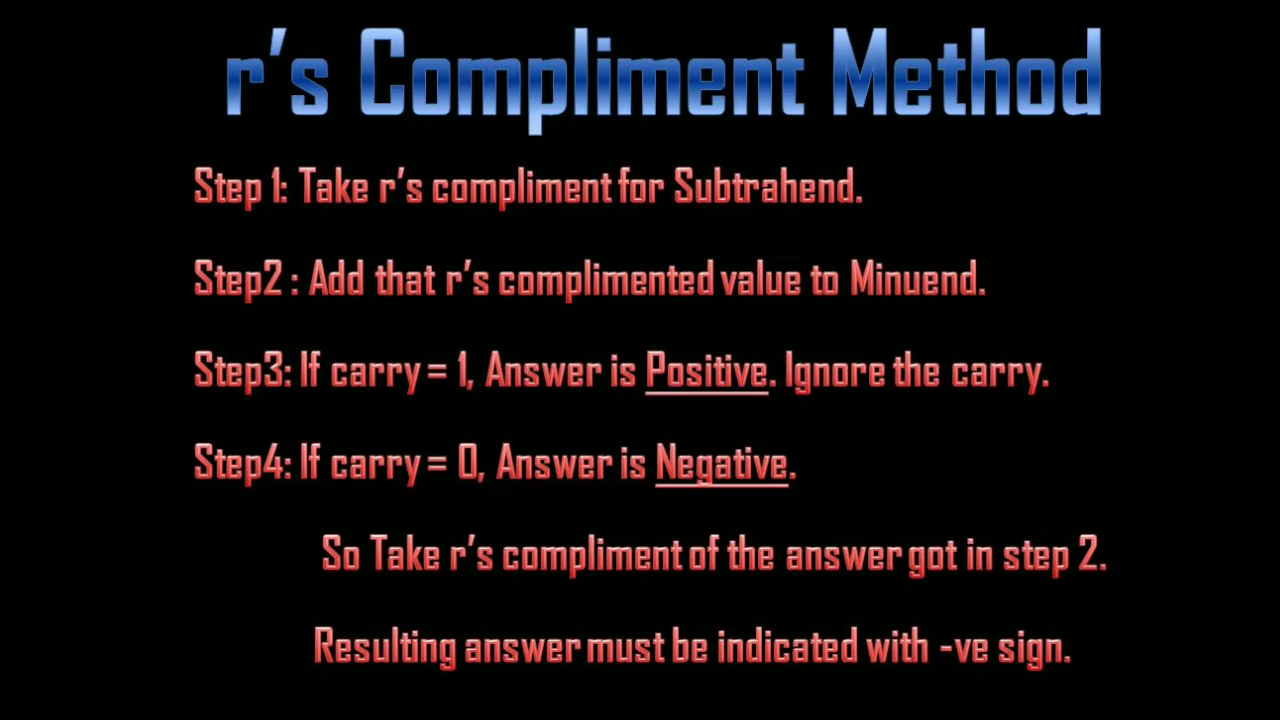 r's Compliment Method
Step 1: Take r's compliment for Subtrahend.
Step2 : Add that r's complimented value to Minuend.
Step3: If carry = 1, Answer is Positive. Ignore the carry.
Step4: If carry = 0, Answer is Negative.
So Take r's compliment of the answer got in step 2.
Resulting answer must be indicated with -ve sign.